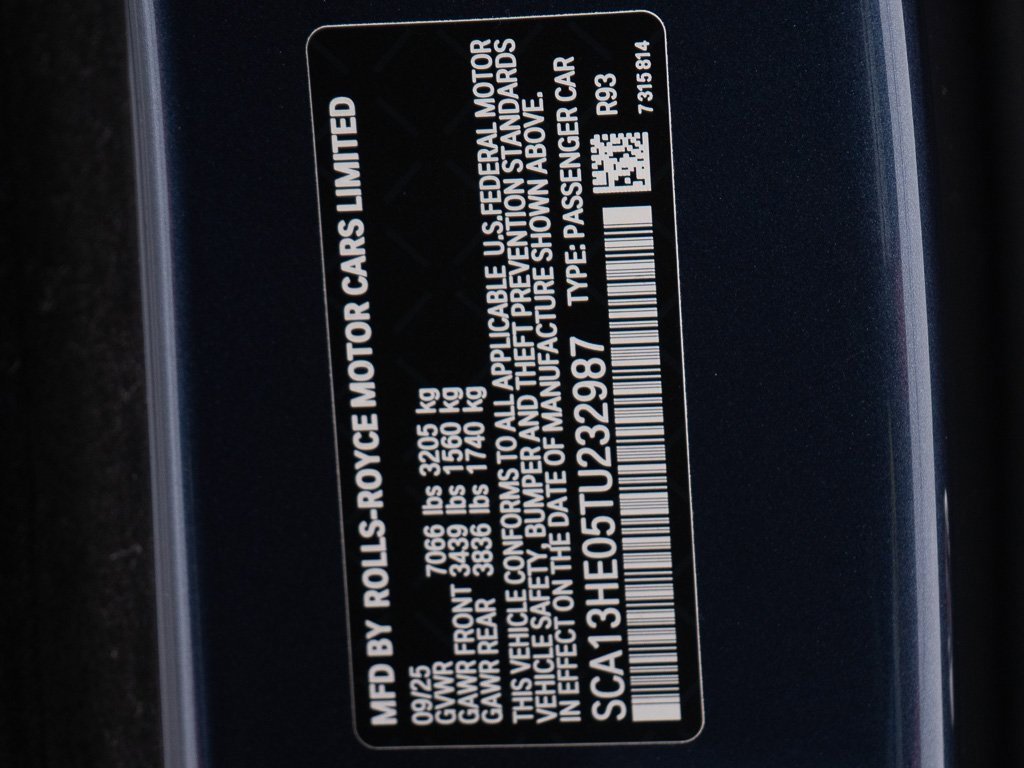 MFD BY ROLLS-ROYCE MOTOR CARS LIMITED
09/25
GVWR 7066 lbs 3205 kg
GAWR FRONT 3439 lbs 1560 kg
GAWR REAR 3836 lbs 1740 kg
THIS VEHICLE CONFORMS TO ALL APPLICABLE U.S.FEDERAL MOTOR
VEHICLE SAFETY, BUMPER AND THEFT PREVENTION STANDARDS
IN EFFECT ON THE DATE OF MANUFACTURE SHOWN ABOVE.
SCA13HE05TU232987 TYPE: PASSENGER CAR
R93
7315814